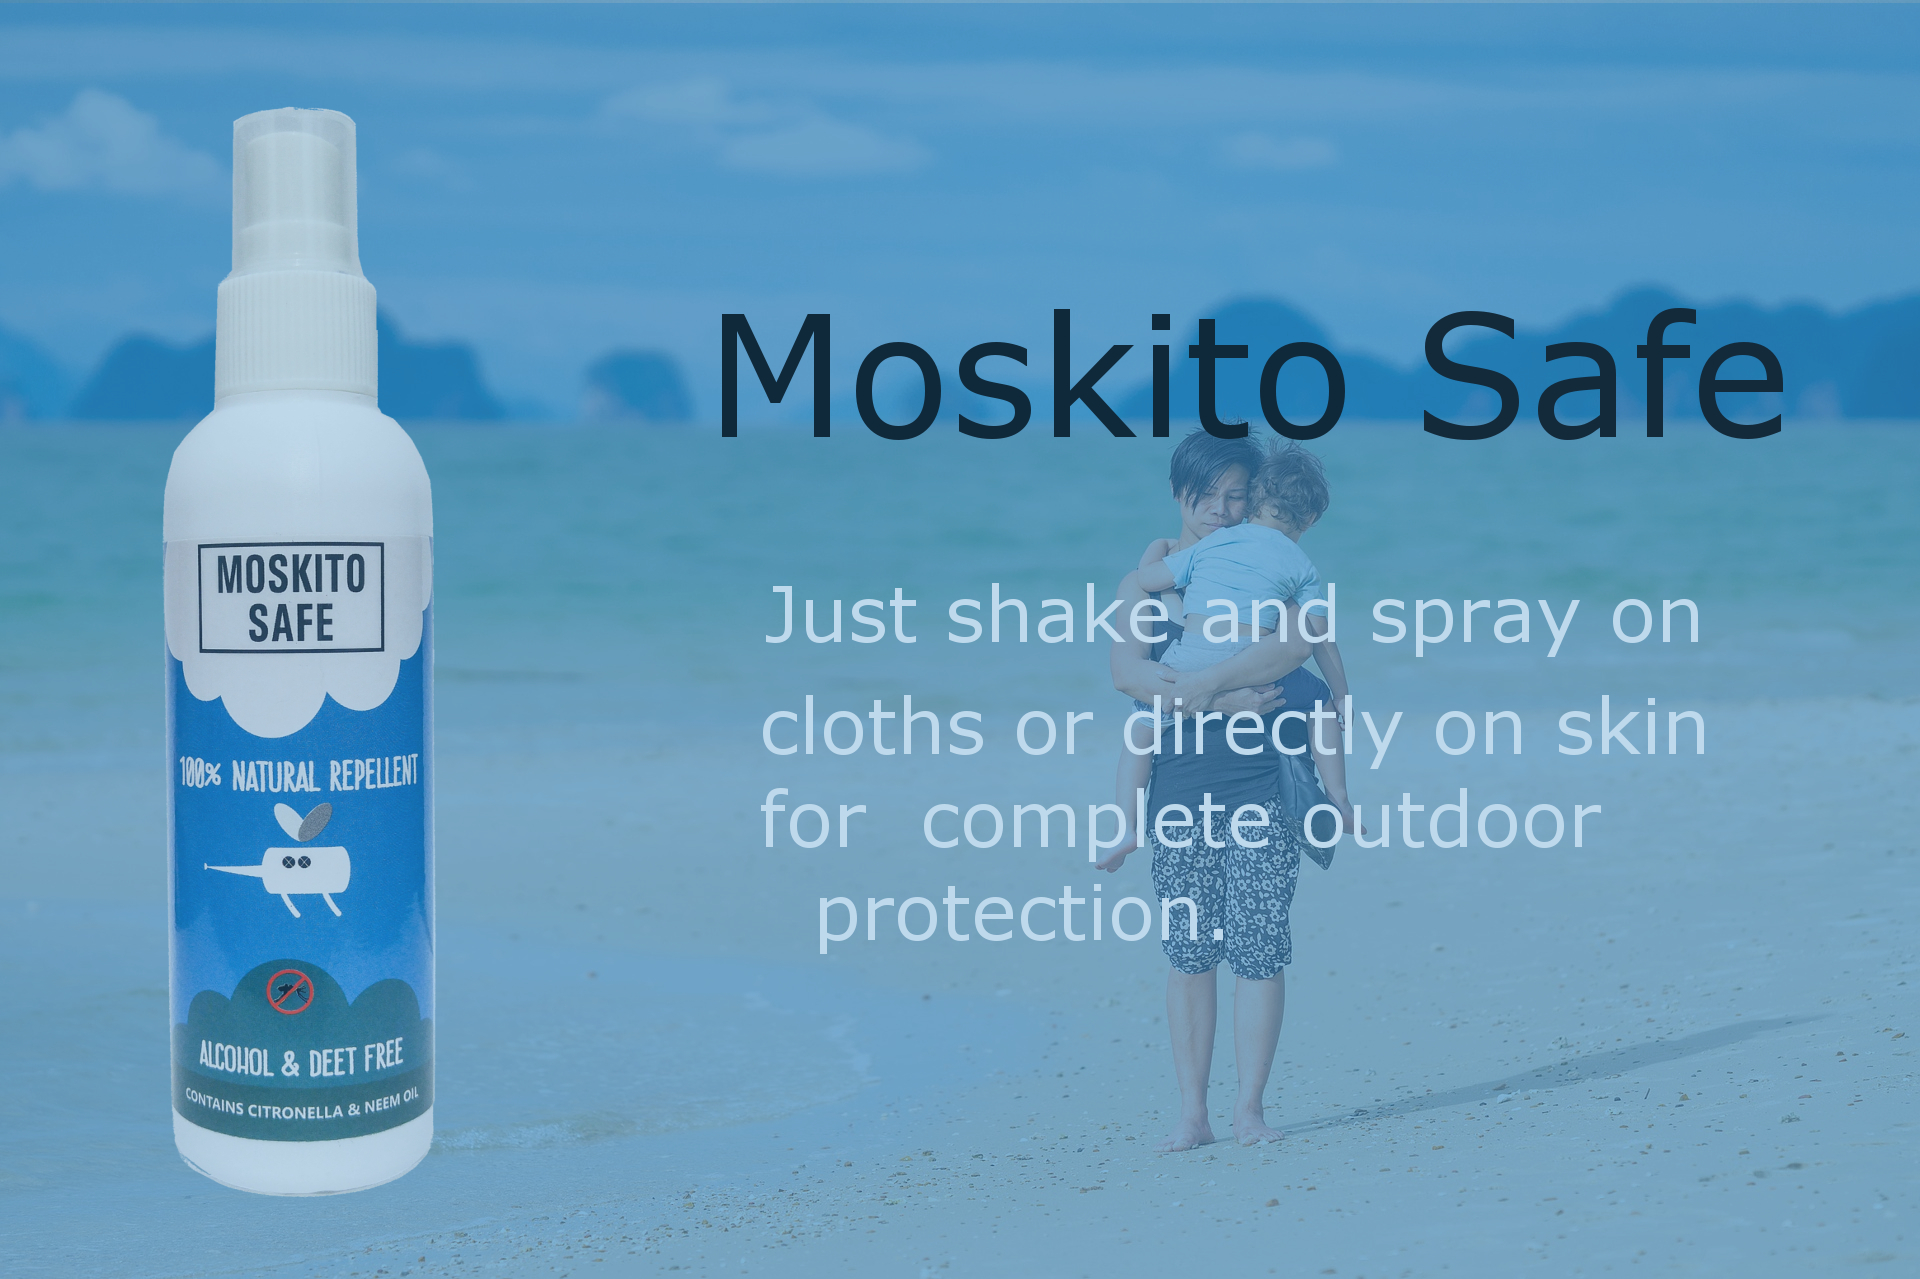 Moskito Safe
Just shake and spray on
cloths or directly on skin
for complete outdoor
protection.
MOSKITO
SAFE
100% NATURAL REPELLENT
ALCOHOL & DEET FREE
CONTAINS CITRONELLA & NEEM OIL